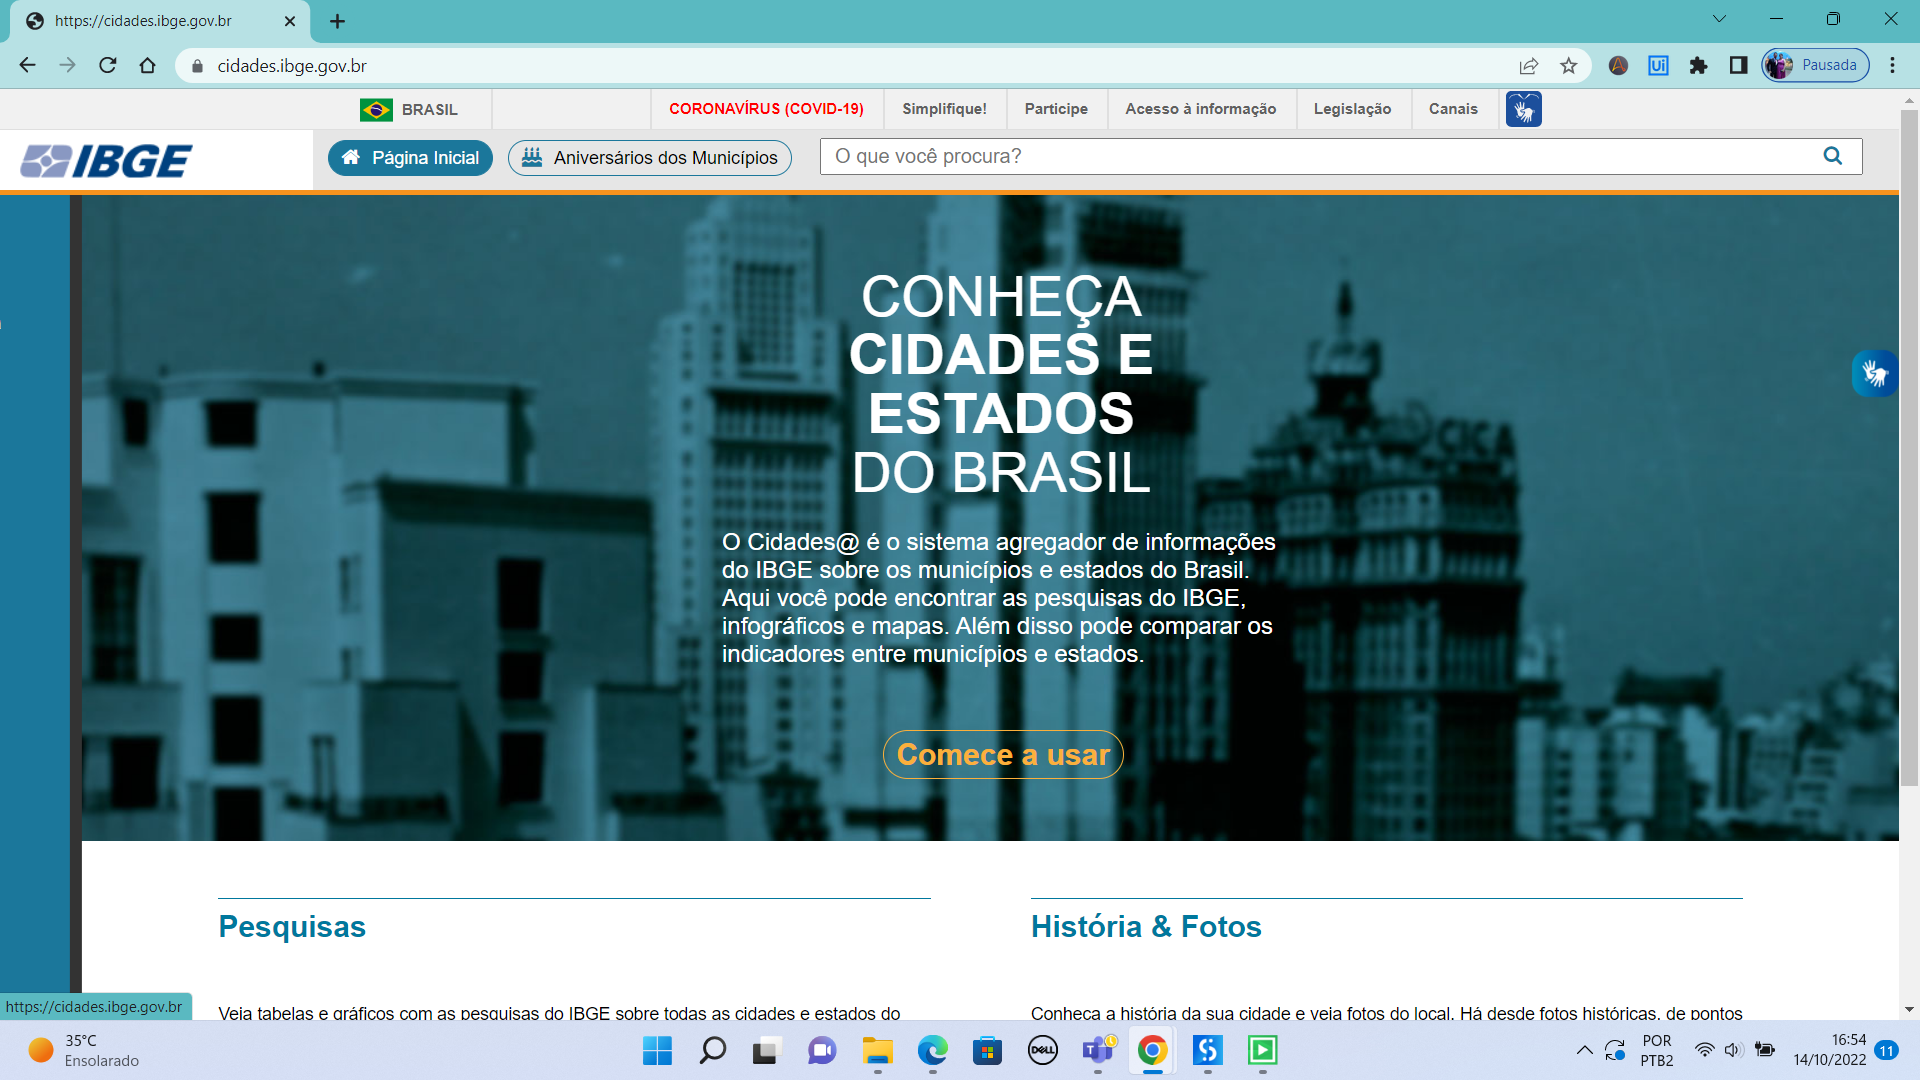 https://cidades.ibge.gov.br
cidades.ibge.gov.br
Ui
Pausada
BRASIL
CORONAVÍRUS (COVID-19)
Simplifique!
Participe
Acesso à informação
Legislação
Canais
IBGE
Página Inicial
Aniversários dos Municípios
O que você procura?
CONHEÇA
CIDADES E
ESTADOS
DO BRASIL
CICA
O Cidades@ é o sistema agregador de informações
do IBGE sobre os municípios e estados do Brasil.
Aqui você pode encontrar as pesquisas do IBGE,
infográficos e mapas. Além disso pode comparar os
indicadores entre municípios e estados.
Comece a usar
Pesquisas
História & Fotos
Veja tabelas e gráficos com as pesquisas do IBGE sobre todas as cidades e estados do
Conheça a história da sua cidade e veja fotos do local. Há desde fotos históricas, de pontos
https://cidades.ibge.gov.br
35°C
Ensolarado
DELL
POR
PTB2
16:54
14/10/2022
11